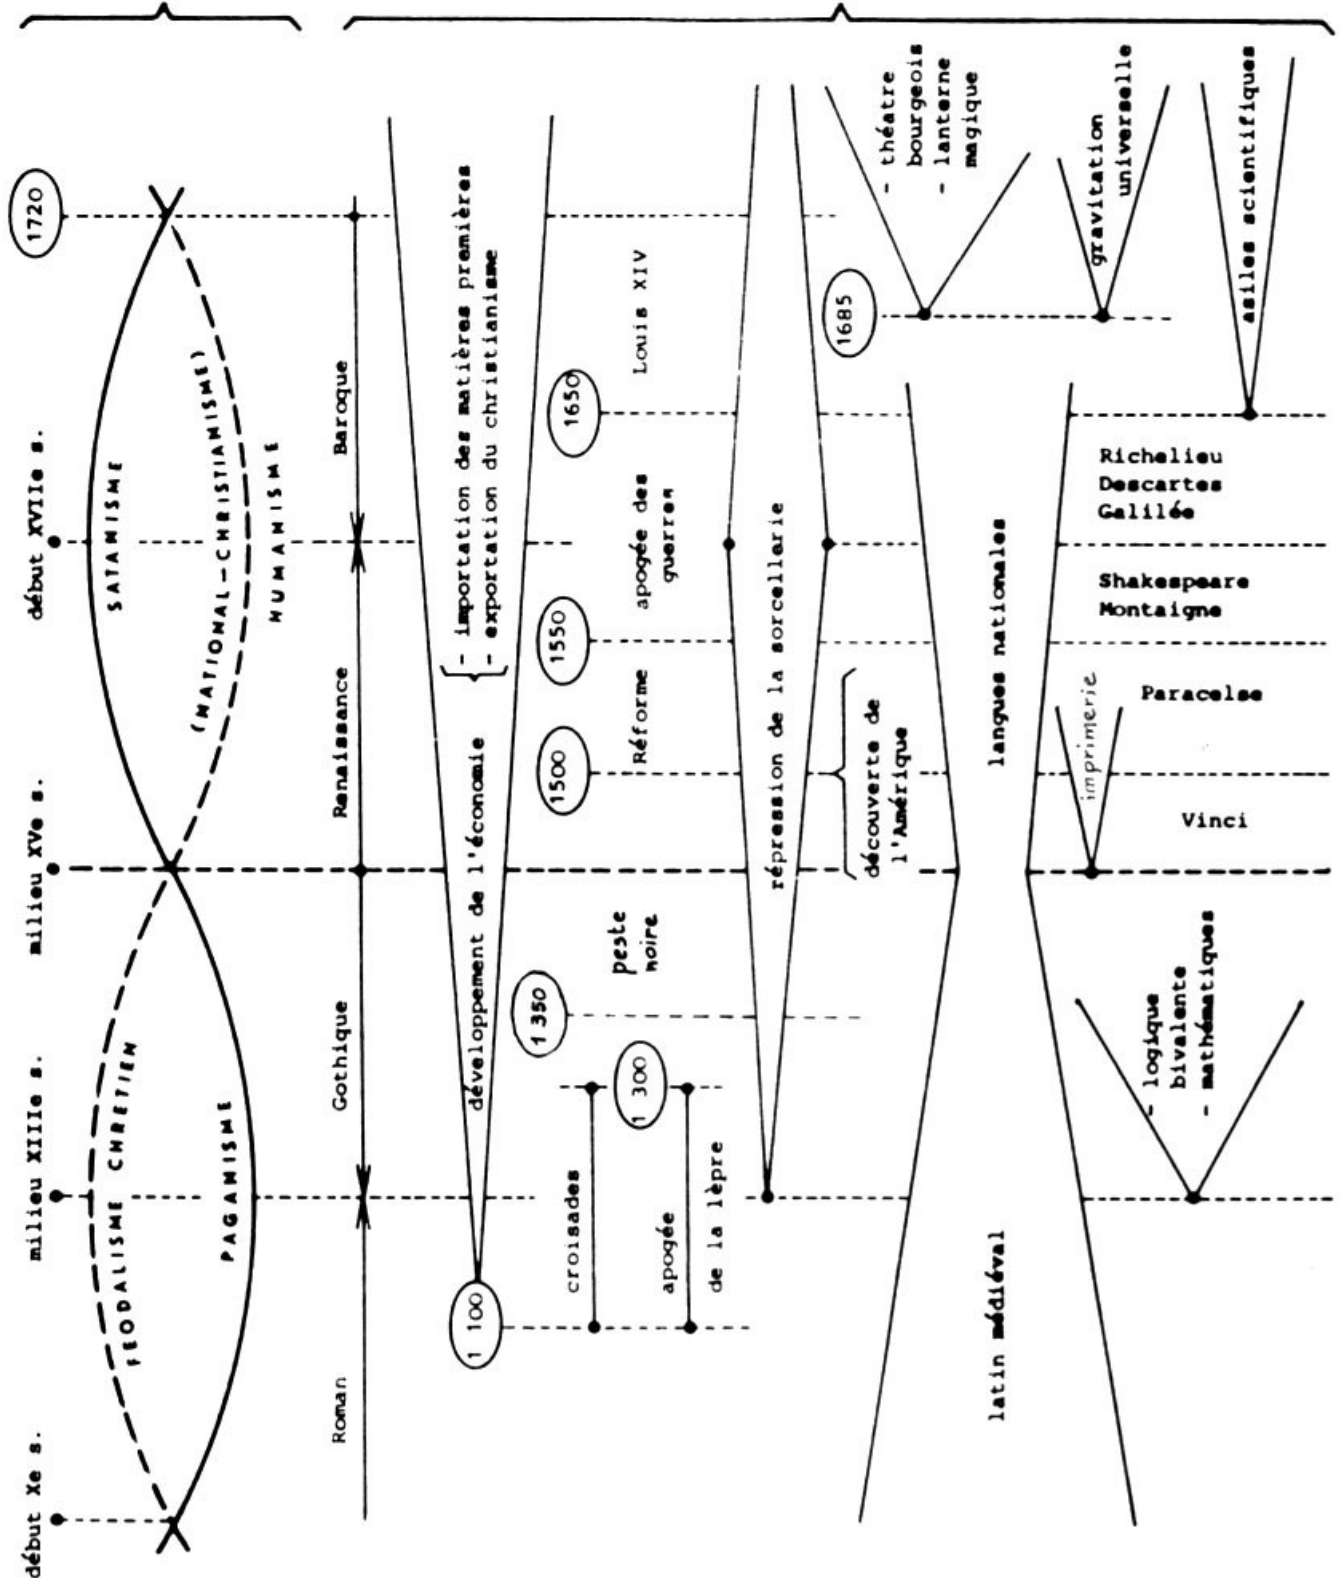 début Xe s.
milieu XIIIe s.
milieu XVe s.
début XVIIe s.
1720
FEODALISME CHRETIEN
PAGANISME
SATANISME
(NATIONAL-CHRISTIANISME)
HUMANISME
Roman
Gothique
Renaissance
Baroque
développement de l'économie
- importation des matières premières
- exportation du christianisme
1 100
1 300
1350
1500
1550
1650
croisades
apogée
de la lèpre
peste
noire
Réforme
apogée des
guerres
Louis XIV
répression de la sorcellerie
découverte de
l'Amérique
1685
- théatre
bourgeois
- lanterne
magique
latin médiéval
langues nationales
gravitation
universelle
- logique
bivalente
- mathématiques
imprimerie
Vinci
Paracelse
Shakespeare
Montaigne
Richelieu
Descartes
Galilée
asiles scientifiques